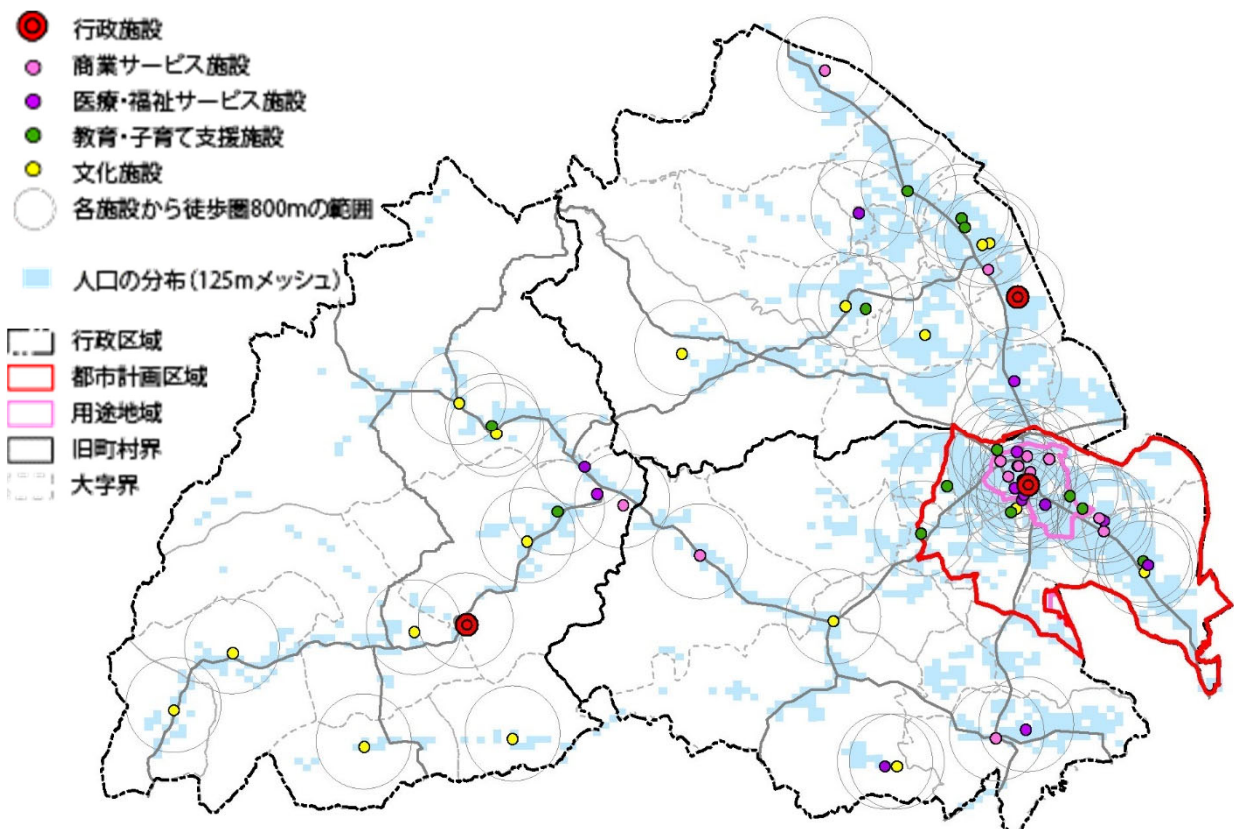 行政施設
商業サービス施設
医療・福祉サービス施設
教育・子育て支援施設
文化施設
各施設から徒歩圏800mの範囲
人口の分布(125mメッシュ)
行政区域
都市計画区域
用途地域
旧町村界
大字界